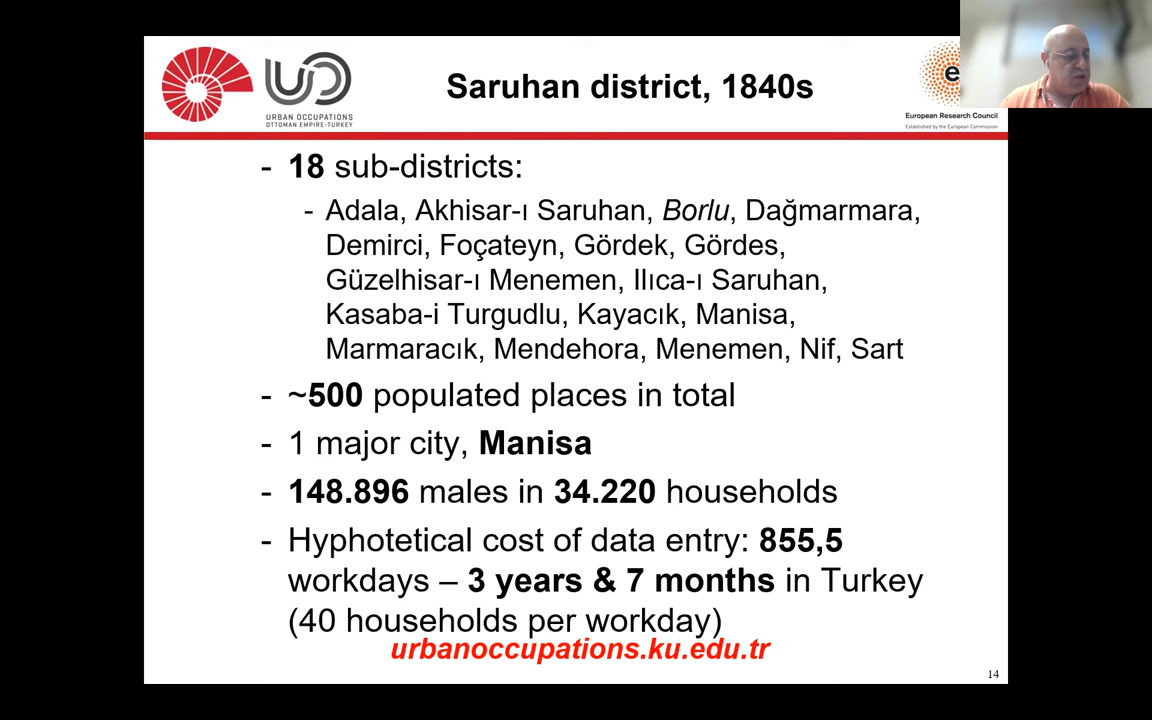 Saruhan district, 1840s
URBAN OCCUPATIONS
OTTOMAN EMPIRE-TURKEY
European Research Council
Established by the European Commission
- 18 sub-districts:
- Adala, Akhisar-ı Saruhan, Borlu, Dağmarmara,
Demirci, Foçateyn, Gördek, Gördes,
Güzelhisar-ı Menemen, Ilıca-ı Saruhan,
Kasaba-i Turgudlu, Kayacık, Manisa,
Marmaracık, Mendehora, Menemen, Nif, Sart
- ~500 populated places in total
- 1 major city, Manisa
- 148.896 males in 34.220 households
- Hyphotetical cost of data entry: 855,5
workdays – 3 years & 7 months in Turkey
(40 households per workday)
urbanoccupations.ku.edu.tr
14